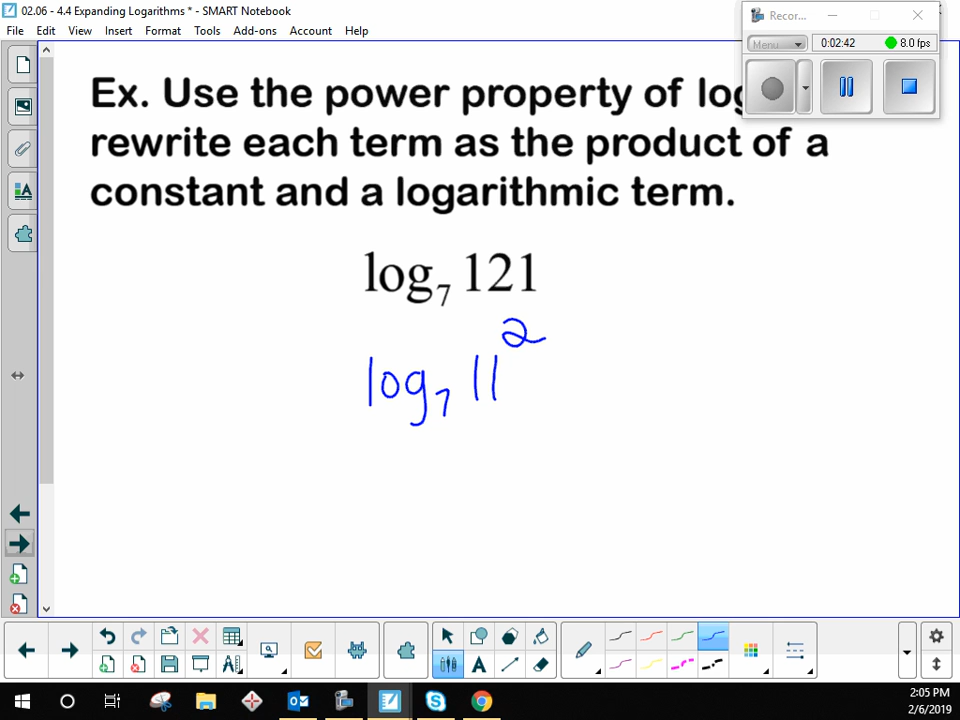 02.06 - 4.4 Expanding Logarithms * - SMART Notebook
File Edit View Insert Format Tools Add-ons Account Help
Recor...
Menu
0:02:42
8.0 fps
Ex. Use the power property of
rewrite each term as the product of a
constant and a logarithmic term.
log₇ 121
log₇ 11²
2:05 PM
2/6/2019